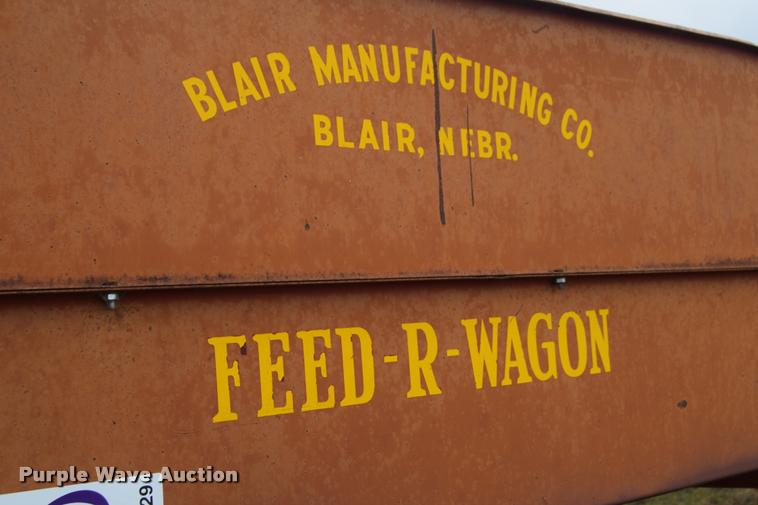 BLAIR MANUFACTURING CO.
BLAIR, NEBR.
FEED-R-WAGON
Purple Wave Auction